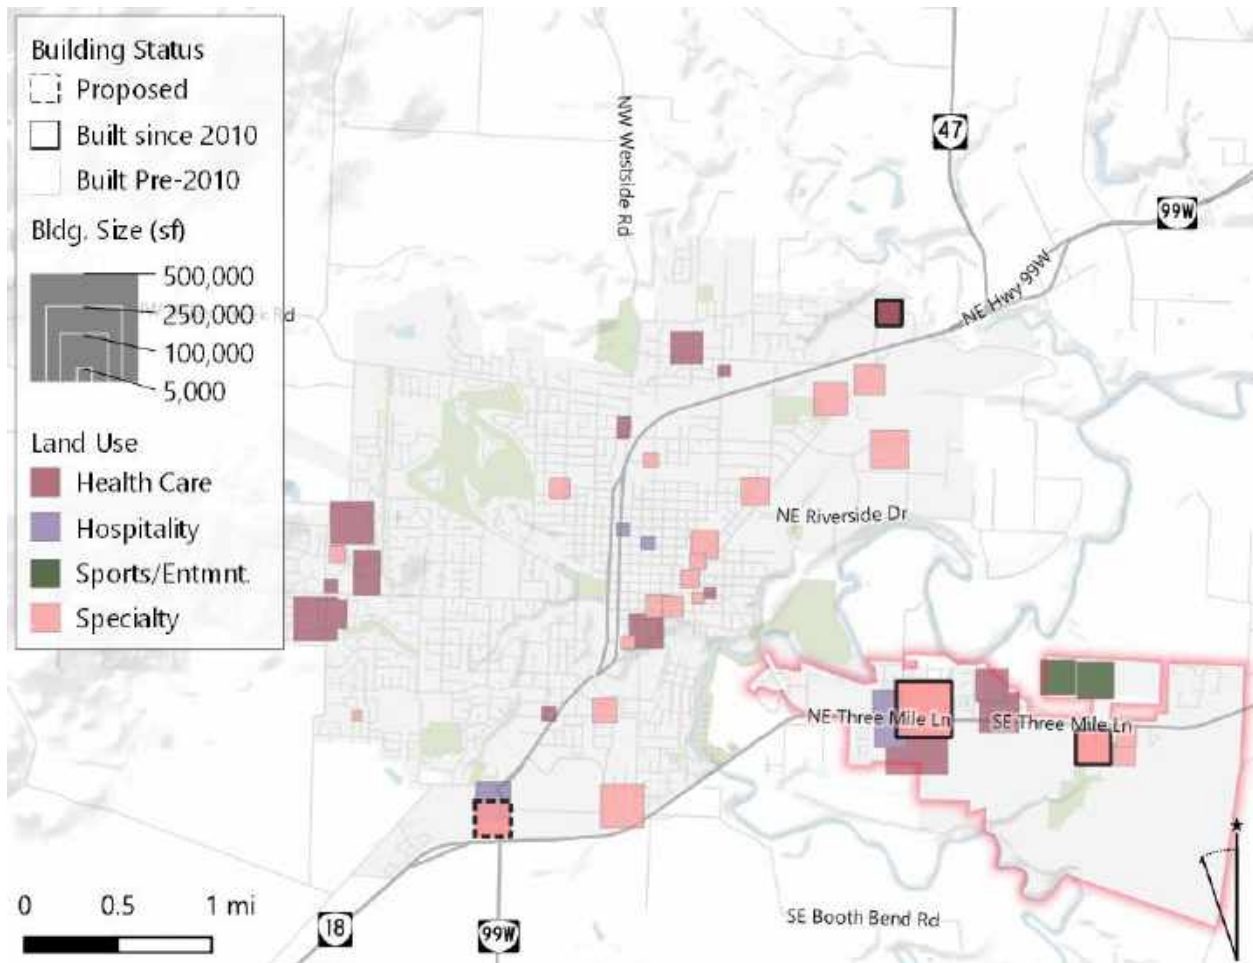 Building Status
Proposed
Built since 2010
Built Pre-2010
Bldg. Size (sf)
500,000
250,000
100,000
5,000
Rd
Land Use
Health Care
Hospitality
Sports/Entmnt.
Specialty
NW Westside Rd
47
99W
NE Hwy 99W
NE Riverside Dr
NE Three Mile Ln
SE Three Mile Ln
SE Booth Bend Rd
0 0.5 1 mi
18
99W